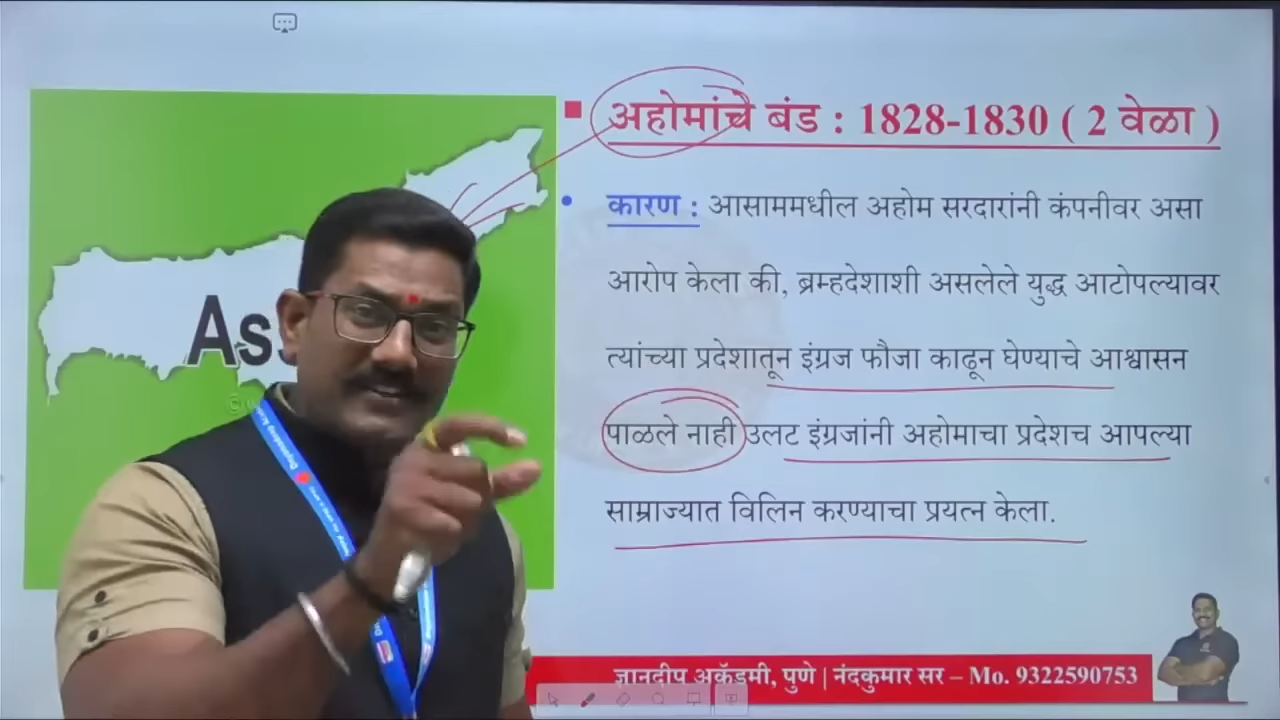 अहोमांचे बंड : 1828-1830 ( 2 वेळा )
कारण : आसाममधील अहोम सरदारांनी कंपनीवर असा
आरोप केला की, ब्रम्हदेशाशी असलेले युद्ध आटोपल्यावर
त्यांच्या प्रदेशातून इंग्रज फौजा काढून घेण्याचे आश्वासन
पाळले नाही उलट इंग्रजांनी अहोमाचा प्रदेशच आपल्या
साम्राज्यात विलिन करण्याचा प्रयत्न केला.
As
ज्ञानदीप अकॅडमी, पुणे | नंदकुमार सर – Mo. 9322590753